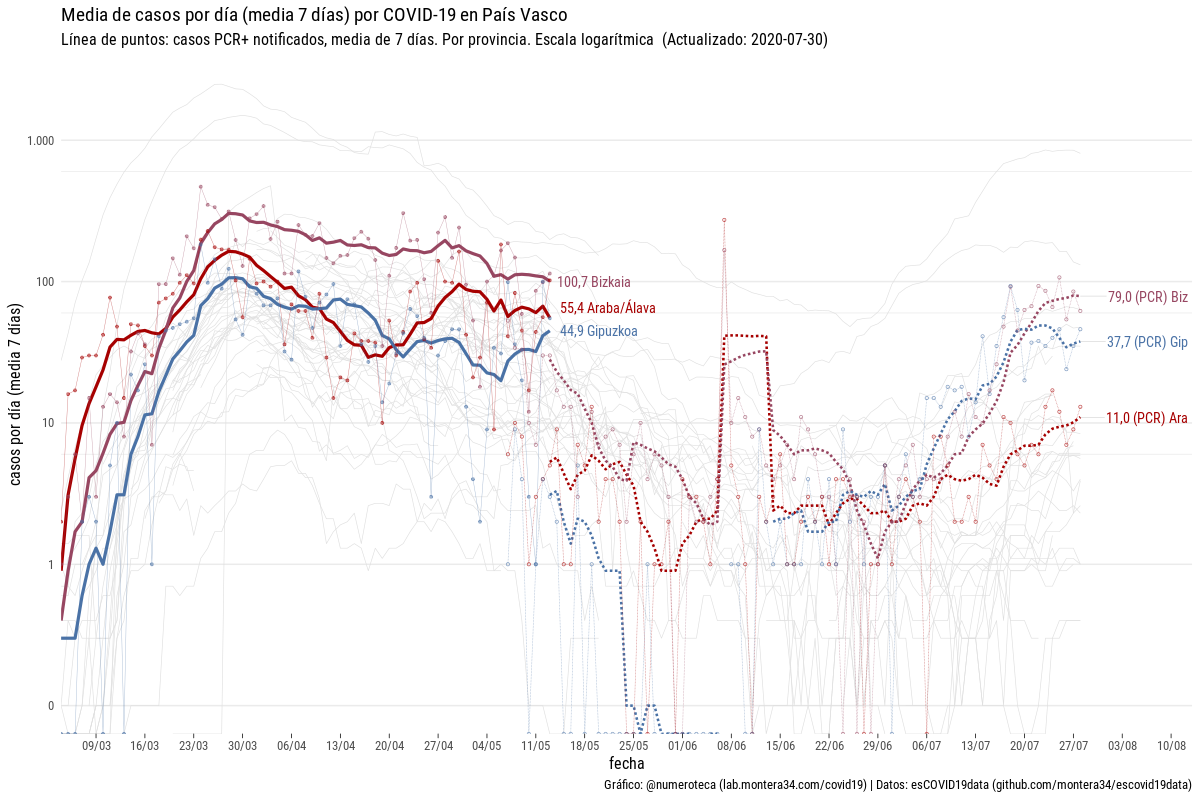 Media de casos por día (media 7 días) por COVID-19 en País Vasco
Línea de puntos: casos PCR+ notificados, media de 7 días. Por provincia. Escala logarítmica (Actualizado: 2020-07-30)
casos por día (media 7 días)
1.000
100
10
1
0
100,7 Bizkaia
55,4 Araba/Álava
44,9 Gipuzkoa
79,0 (PCR) Biz
37,7 (PCR) Gip
11,0 (PCR) Ara
09/03 16/03 23/03 30/03 06/04 13/04 20/04 27/04 04/05 11/05 18/05 25/05 01/06 08/06 15/06 22/06 29/06 06/07 13/07 20/07 27/07 03/08 10/08
fecha
Gráfico: @numeroteca (lab.montera34.com/covid19) | Datos: esCOVID19data (github.com/montera34/escovid19data)